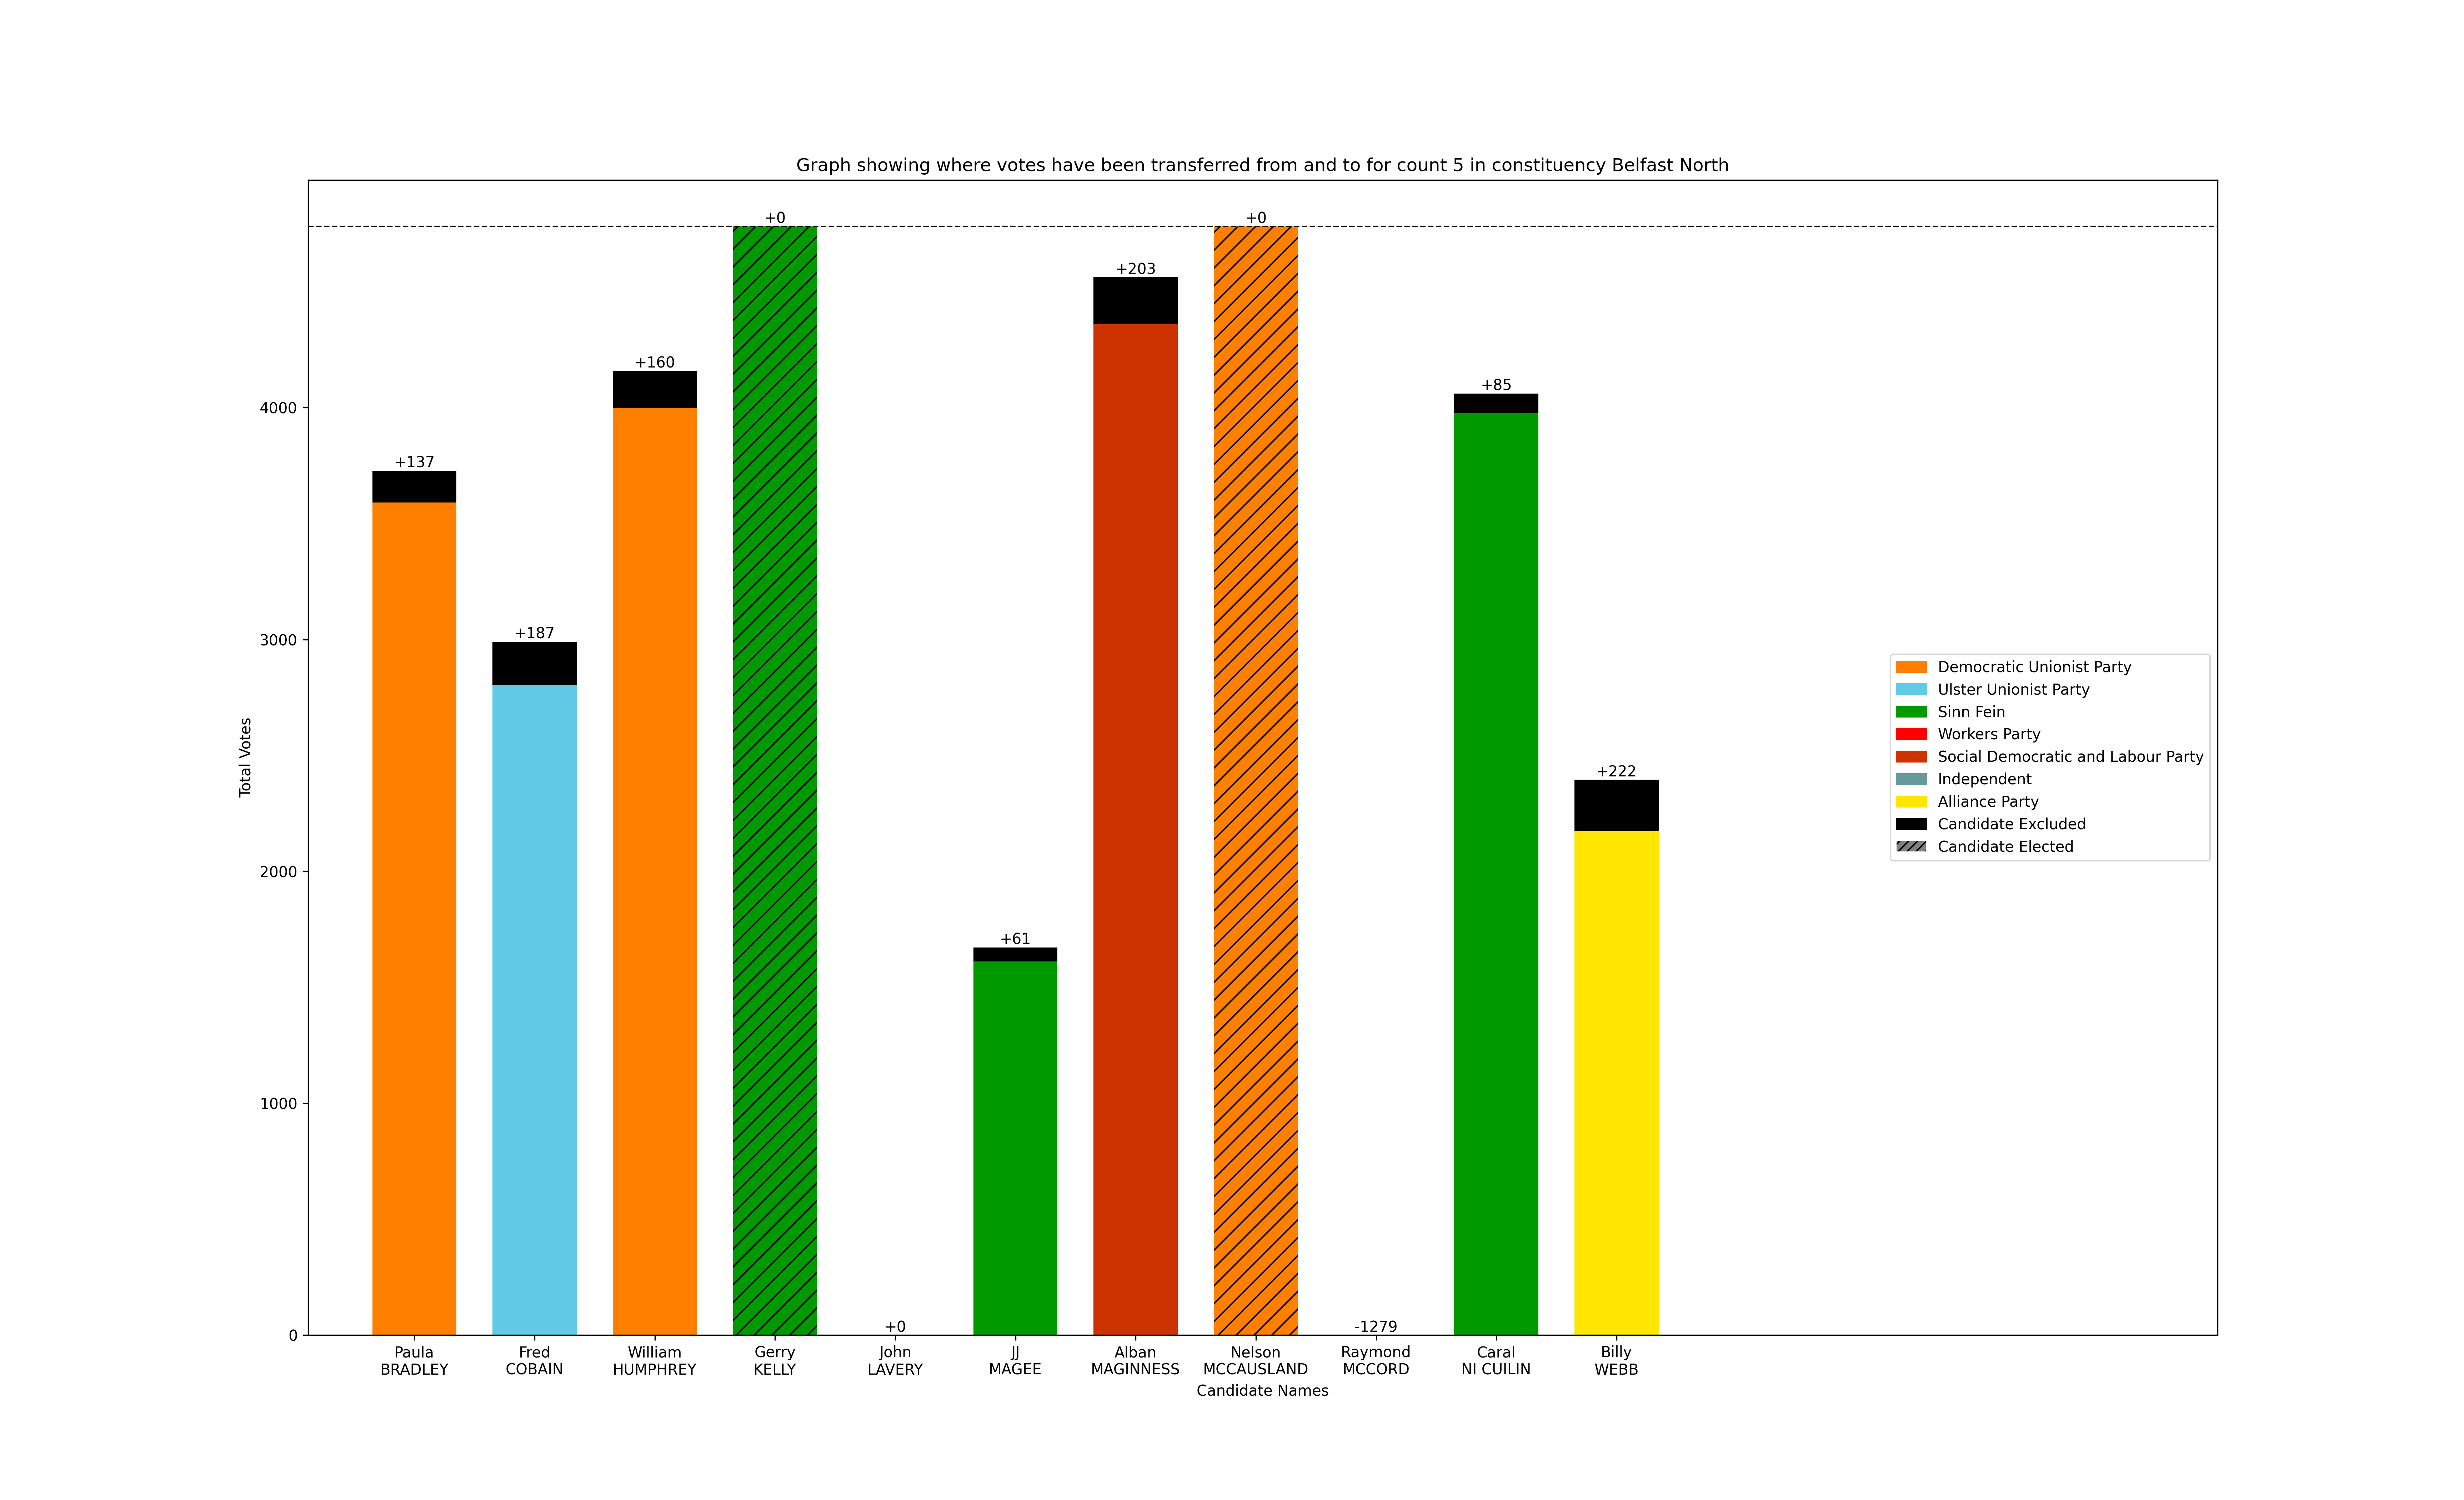 Graph showing where votes have been transferred from and to for count 5 in constituency Belfast North
+0
+0
+203
+160
+85
+137
+187
+222
+61
+0
-1279
4000
3000
2000
1000
0
Total Votes
Democratic Unionist Party
Ulster Unionist Party
Sinn Fein
Workers Party
Social Democratic and Labour Party
Independent
Alliance Party
Candidate Excluded
Candidate Elected
Paula
BRADLEY
Fred
COBAIN
William
HUMPHREY
Gerry
KELLY
John
LAVERY
JJ
MAGEE
Alban
MAGINNESS
Nelson
MCCAUSLAND
Raymond
MCCORD
Caral
NI CUILIN
Billy
WEBB
Candidate Names